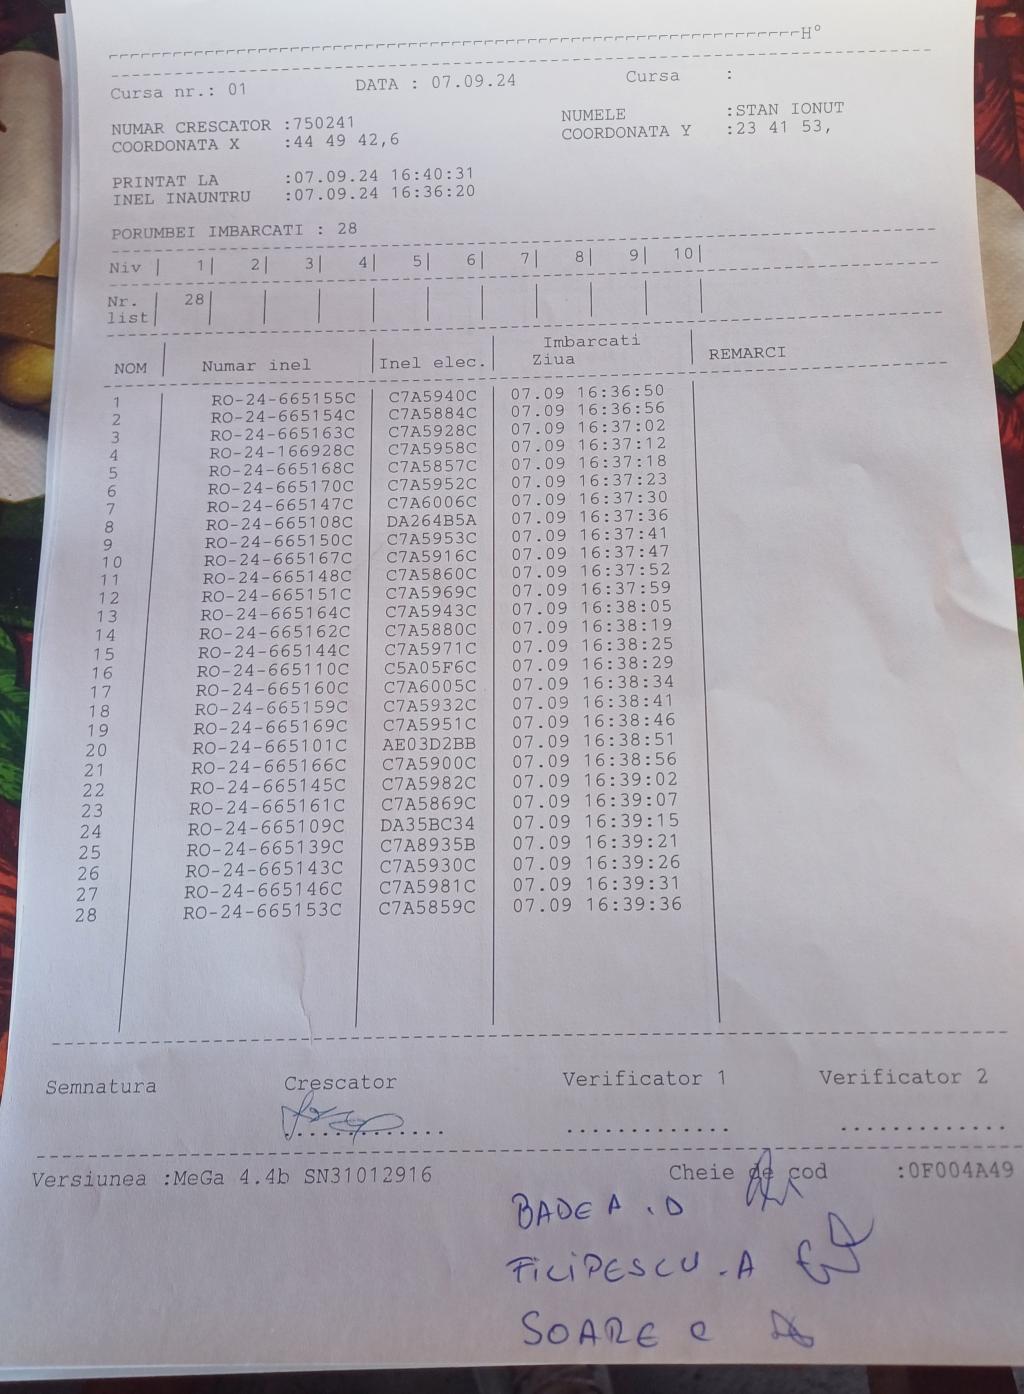 H°
Cursa nr.: 01 DATA : 07.09.24 Cursa :
NUMAR CRESCATOR :750241 NUMELE :STAN IONUT
COORDONATA X :44 49 42,6 COORDONATA Y :23 41 53,
PRINTAT LA :07.09.24 16:40:31
INEL INAUNTRU :07.09.24 16:36:20
PORUMBEI IMBARCATI : 28
Niv | 1| 2| 3| 4| 5| 6| 7| 8| 9| 10|
Nr. list| 28| | | | | | | | | |
NOM | Numar inel | Inel elec.| Imbarcati Ziua | REMARCI
1 RO-24-665155C C7A5940C 07.09 16:36:50
2 RO-24-665154C C7A5884C 07.09 16:36:56
3 RO-24-665163C C7A5928C 07.09 16:37:02
4 RO-24-166928C C7A5958C 07.09 16:37:12
5 RO-24-665168C C7A5857C 07.09 16:37:18
6 RO-24-665170C C7A5952C 07.09 16:37:23
7 RO-24-665147C C7A6006C 07.09 16:37:30
8 RO-24-665108C DA264B5A 07.09 16:37:36
9 RO-24-665150C C7A5953C 07.09 16:37:41
10 RO-24-665167C C7A5916C 07.09 16:37:47
11 RO-24-665148C C7A5860C 07.09 16:37:52
12 RO-24-665151C C7A5969C 07.09 16:37:59
13 RO-24-665164C C7A5943C 07.09 16:38:05
14 RO-24-665162C C7A5880C 07.09 16:38:19
15 RO-24-665144C C7A5971C 07.09 16:38:25
16 RO-24-665110C C5A05F6C 07.09 16:38:29
17 RO-24-665160C C7A6005C 07.09 16:38:34
18 RO-24-665159C C7A5932C 07.09 16:38:41
19 RO-24-665169C C7A5951C 07.09 16:38:46
20 RO-24-665101C AE03D2BB 07.09 16:38:51
21 RO-24-665166C C7A5900C 07.09 16:38:56
22 RO-24-665145C C7A5982C 07.09 16:39:02
23 RO-24-665161C C7A5869C 07.09 16:39:07
24 RO-24-665109C DA35BC34 07.09 16:39:15
25 RO-24-665139C C7A8935B 07.09 16:39:21
26 RO-24-665143C C7A5930C 07.09 16:39:26
27 RO-24-665146C C7A5981C 07.09 16:39:31
28 RO-24-665153C C7A5859C 07.09 16:39:36
Semnatura Crescator Verificator 1 Verificator 2
Versiunea :MeGa 4.4b SN31012916 Cheie de cod :0F004A49
BADEA .D
FILIPESCU .A
SOARE C